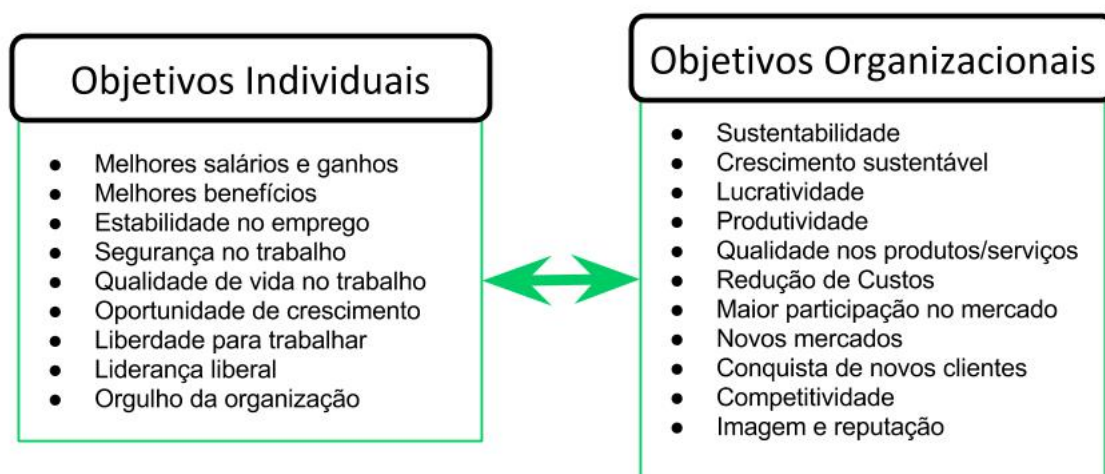 Objetivos Individuais
● Melhores salários e ganhos
● Melhores benefícios
● Estabilidade no emprego
● Segurança no trabalho
● Qualidade de vida no trabalho
● Oportunidade de crescimento
● Liberdade para trabalhar
● Liderança liberal
● Orgulho da organização
Objetivos Organizacionais
● Sustentabilidade
● Crescimento sustentável
● Lucratividade
● Produtividade
● Qualidade nos produtos/serviços
● Redução de Custos
● Maior participação no mercado
● Novos mercados
● Conquista de novos clientes
● Competitividade
● Imagem e reputação